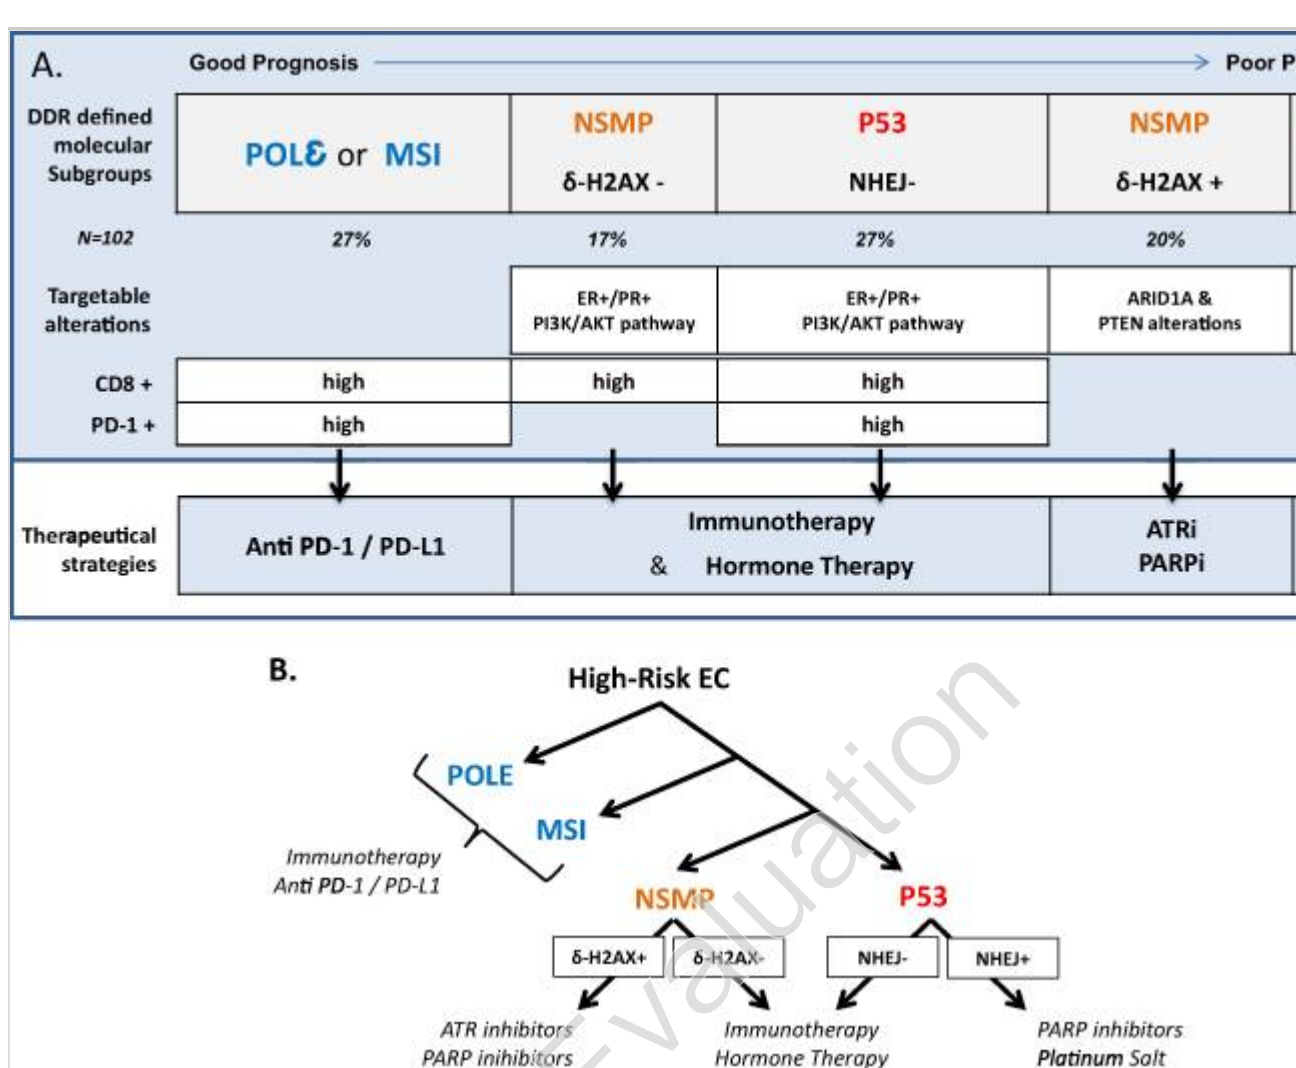 A.
Good Prognosis
Poor P
DDR defined
molecular
Subgroups
POLƐ or MSI
NSMP
δ-H2AX -
P53
NHEJ-
NSMP
δ-H2AX +
N=102
27%
17%
27%
20%
Targetable
alterations
ER+/PR+
PI3K/AKT pathway
ER+/PR+
PI3K/AKT pathway
ARID1A &
PTEN alterations
CD8 +
high
high
high
PD-1 +
high
high
Therapeutical
strategies
Anti PD-1 / PD-L1
Immunotherapy
& Hormone Therapy
ATRi
PARPi
B.
High-Risk EC
POLE
MSI
Immunotherapy
Anti PD-1 / PD-L1
NSMP
P53
δ-H2AX+
δ-H2AX-
NHEJ-
NHEJ+
ATR inhibitors
PARP inihibitors
Immunotherapy
Hormone Therapy
PARP inhibitors
Platinum Salt
Evaluation